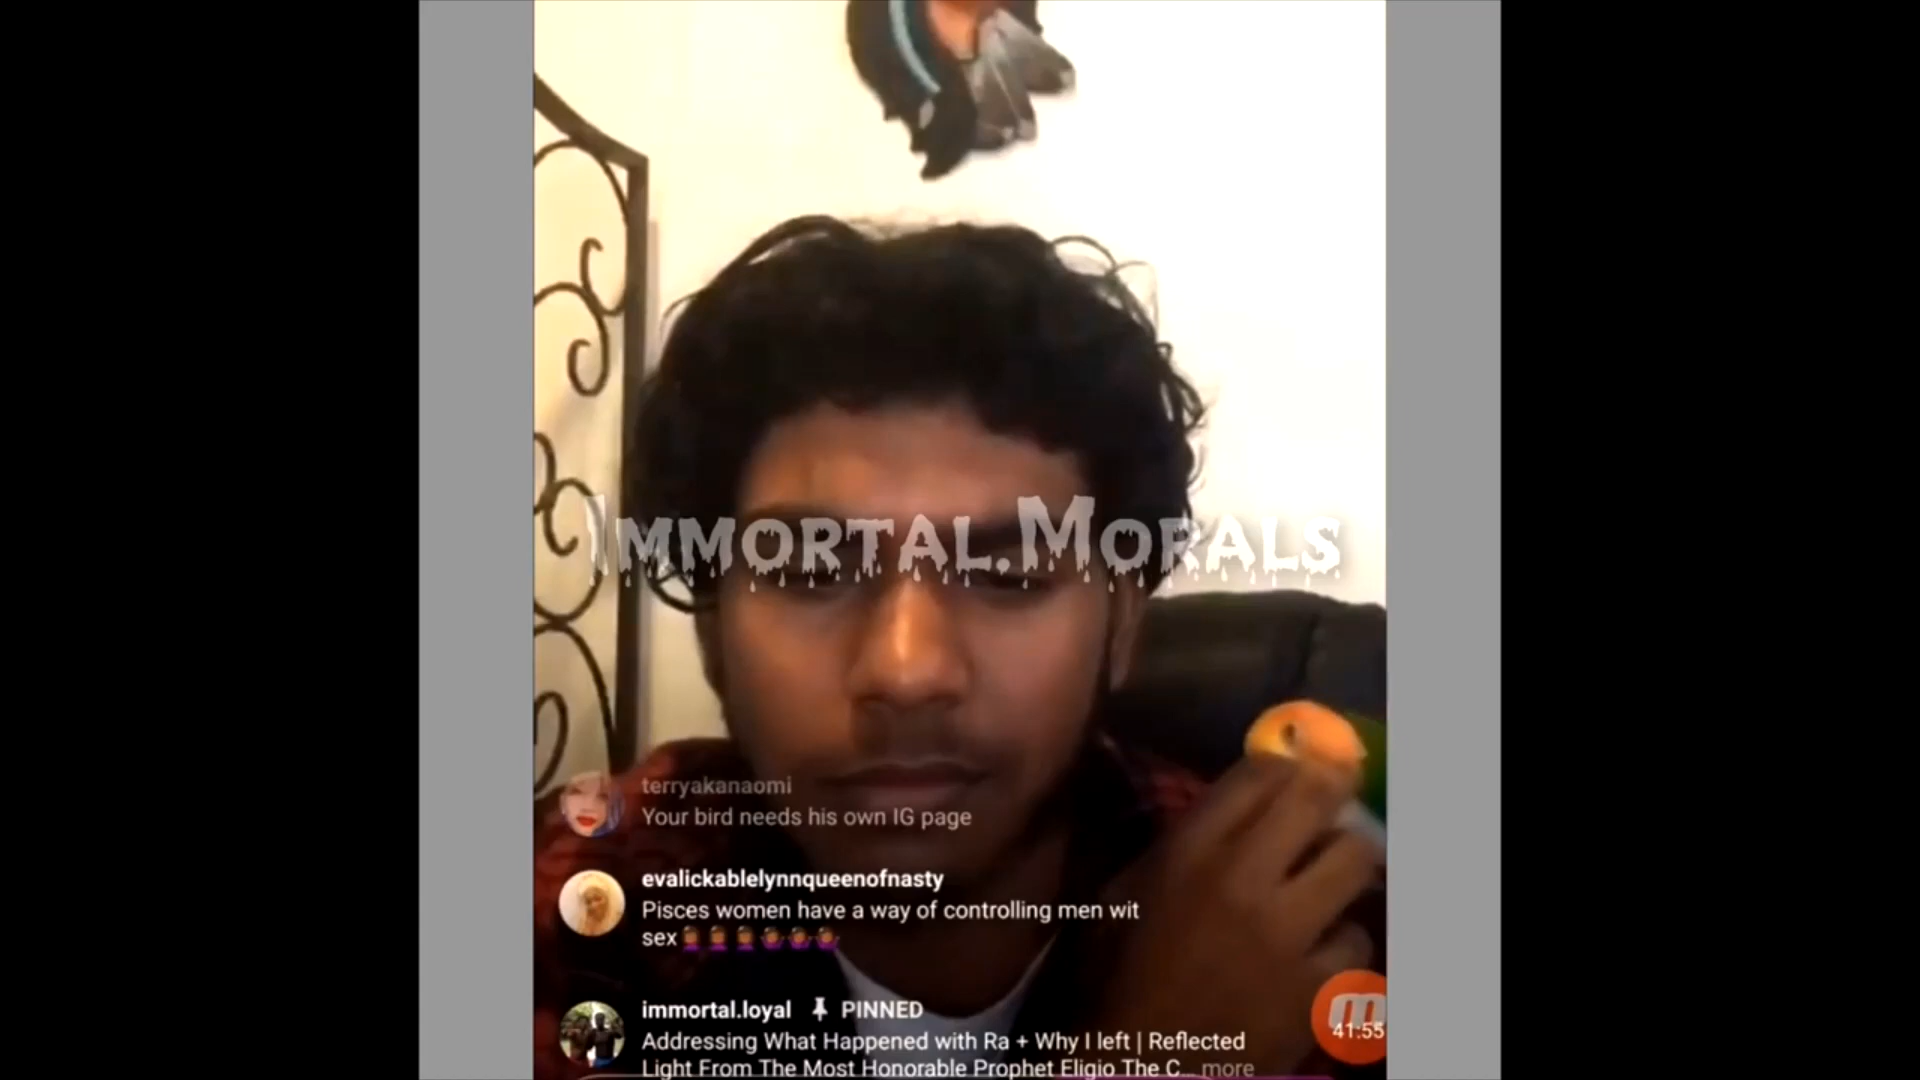 IMMORTAL.MORALS
terryakanaomi
Your bird needs his own IG page
evalickablelynnqueenofnasty
Pisces women have a way of controlling men wit
sex
immortal.loyal PINNED
Addressing What Happened with Ra + Why I left | Reflected
Light From The Most Honorable Prophet Eligio The C... more
m
41:55